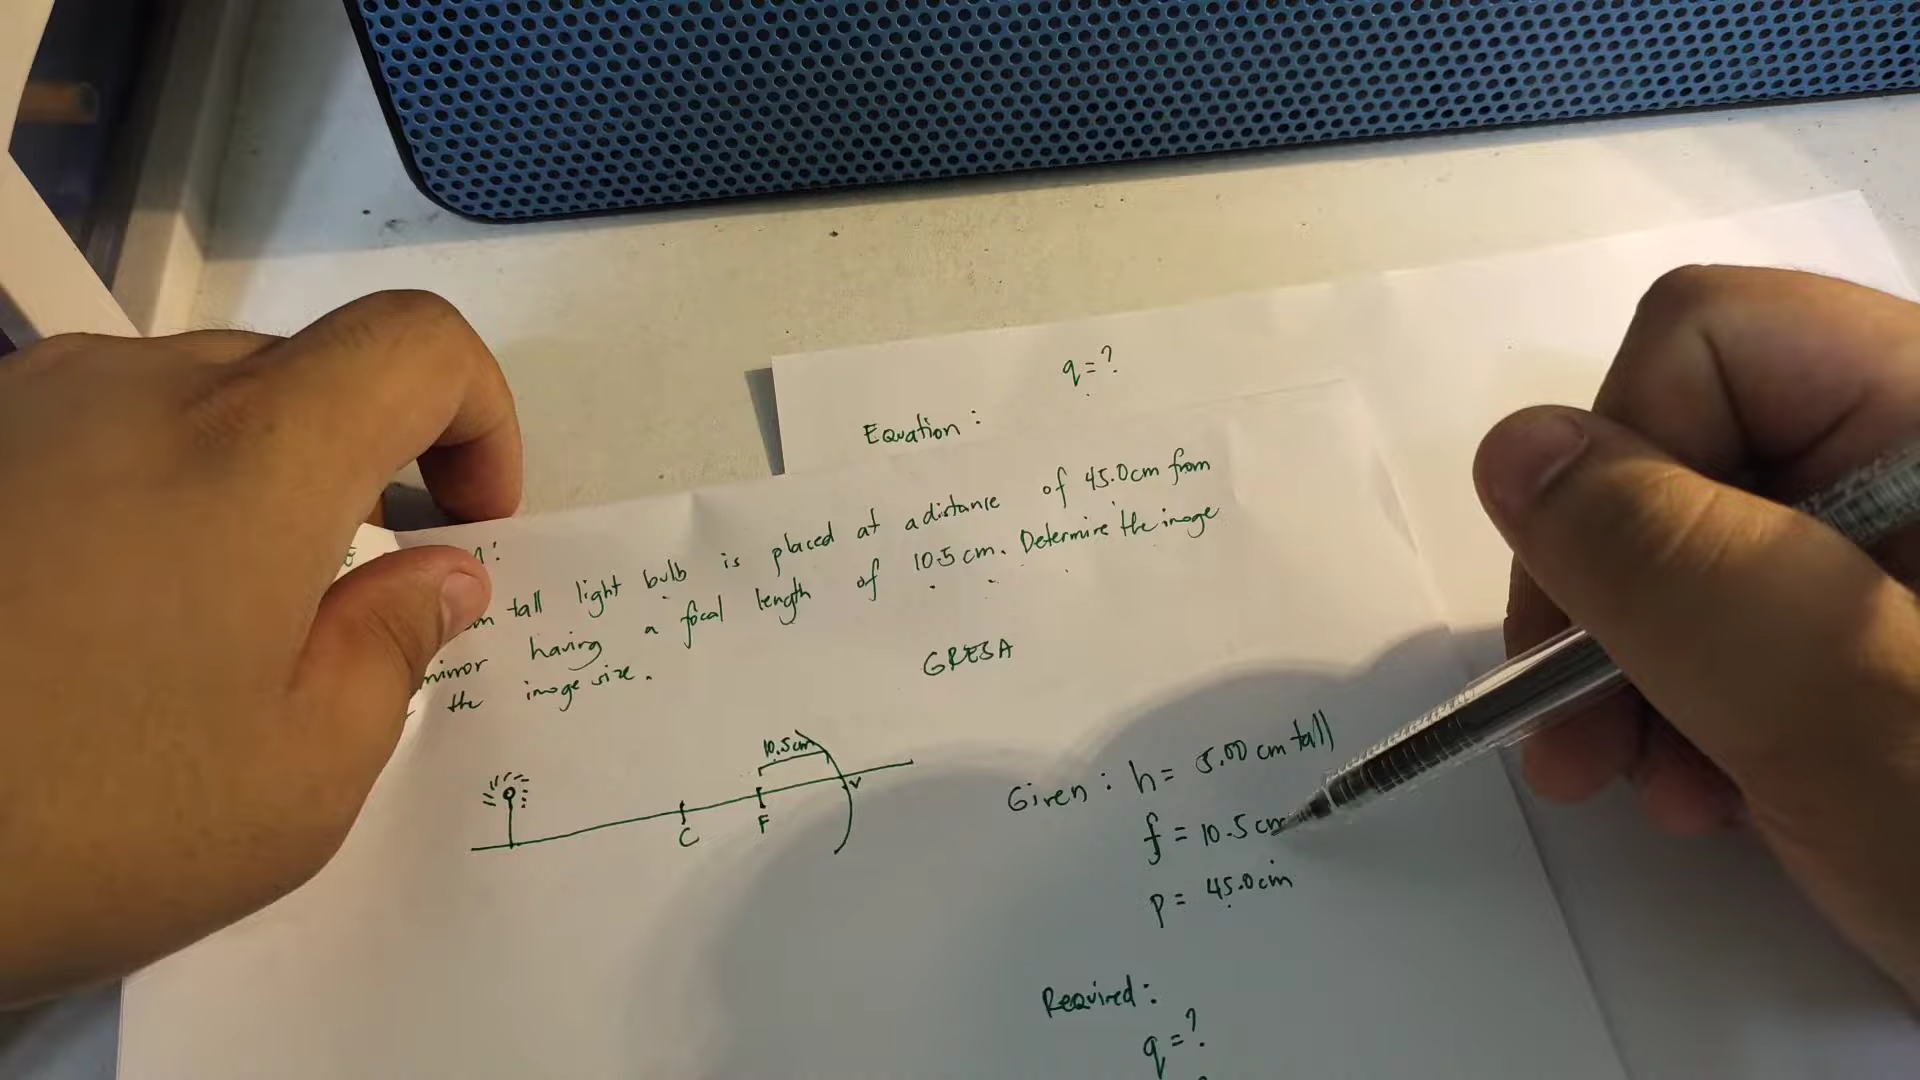 q = ?
Equation:
tall light bulb is placed at a distance of 45.0cm from
mirror having a focal length of 10.5 cm. Determine the image
the image size.
GRESA
10.5cm
C
F
V
Given: h = 5.00 cm tall
f = 10.5 cm
p = 45.0cm
Required:
q = ?